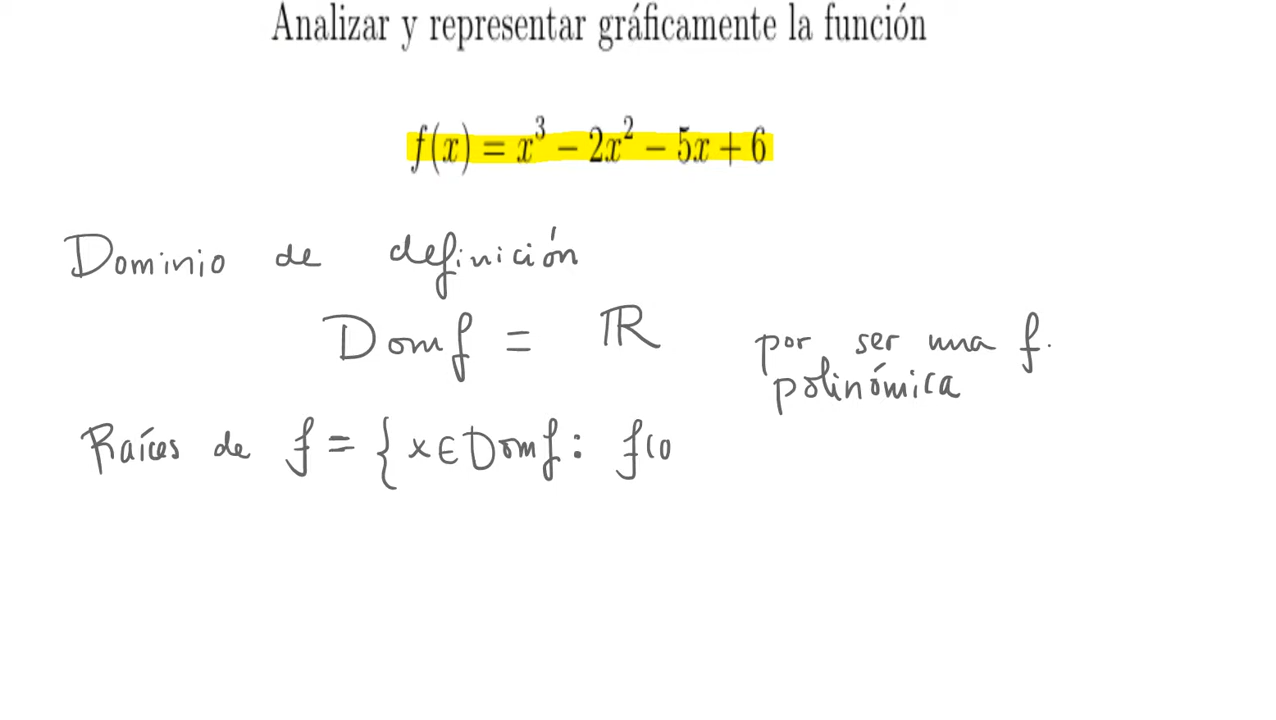 Analizar y representar gráficamente la función
f(x) = x³ − 2x² − 5x + 6
Dominio de definición
Dom f = ℝ por ser una f.
polinómica
Raíces de f = { x ∈ Dom f : f(0